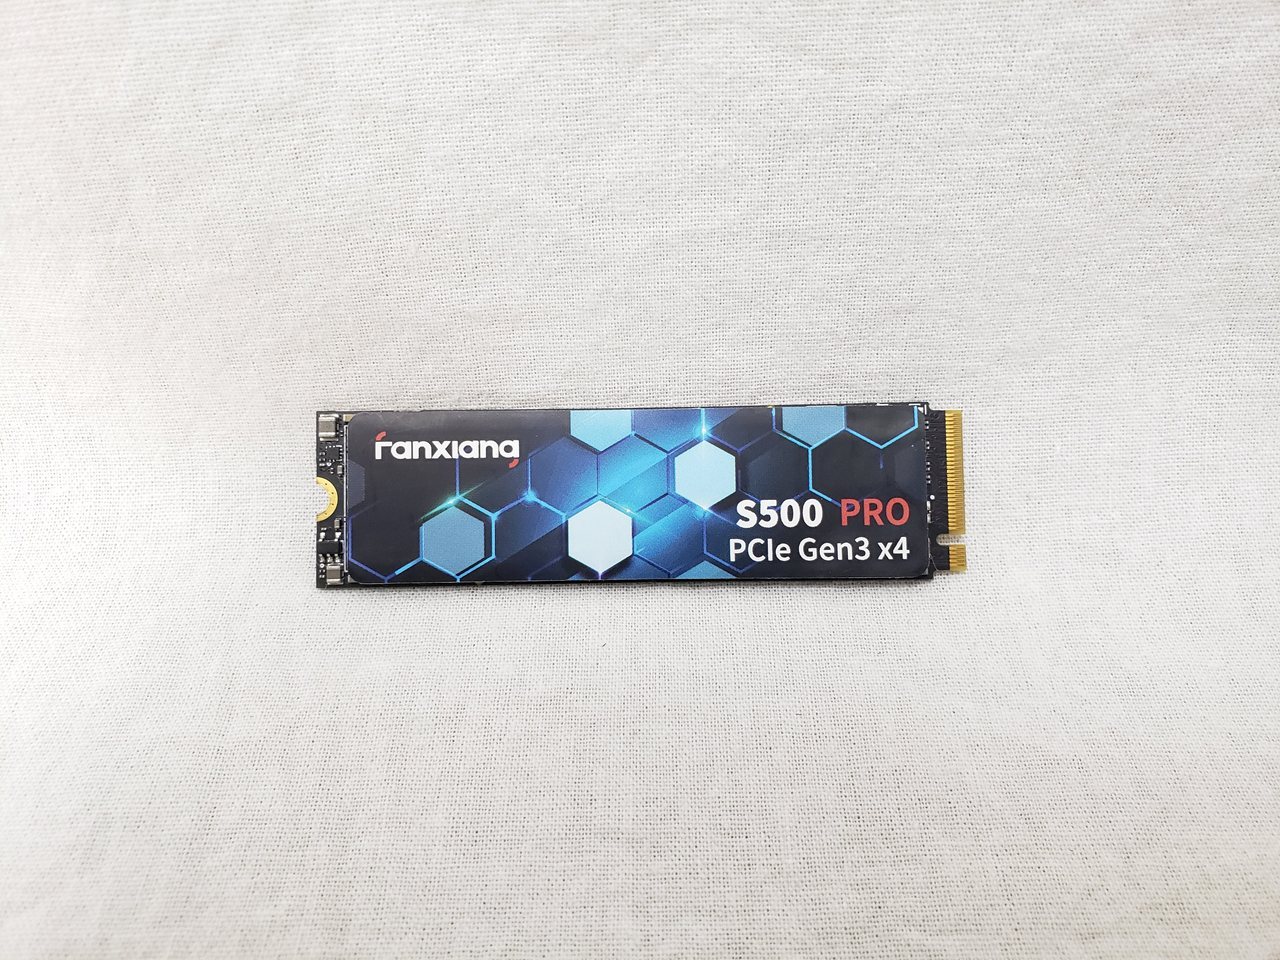 fanxiang
S500 PRO
PCIe Gen3 x4